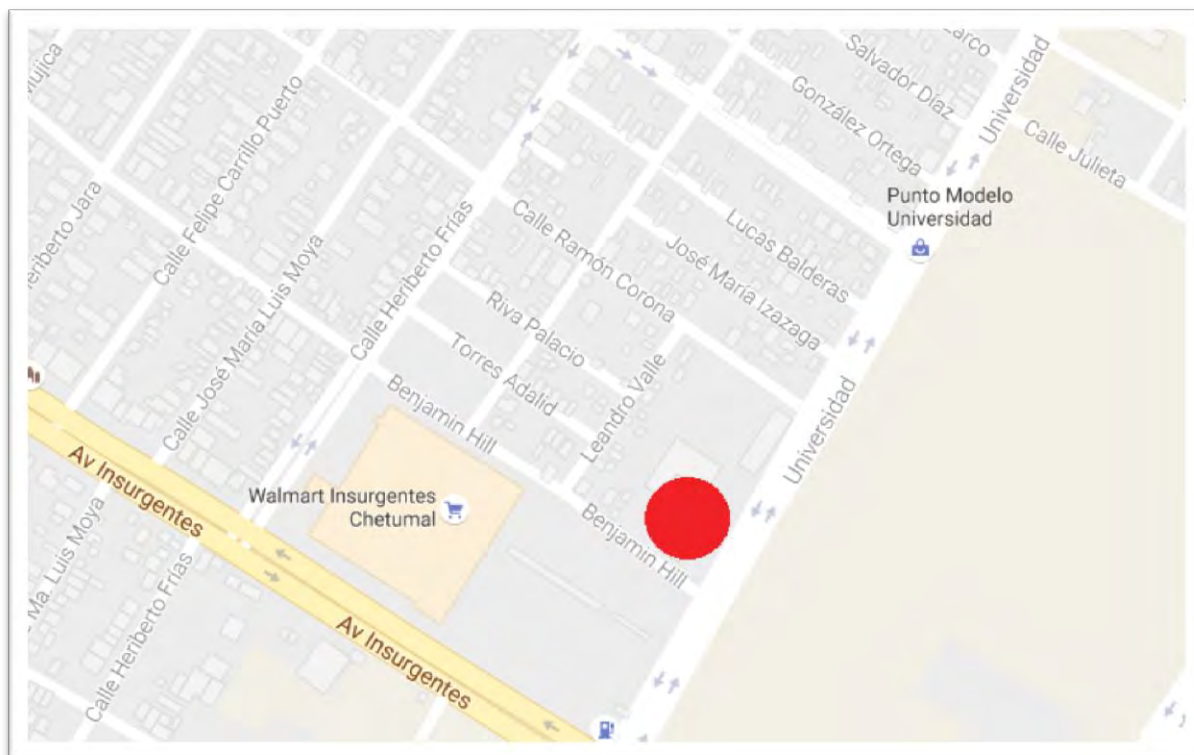 Calle Felipe Carrillo Puerto
Salvador Díaz
Universidad
González Ortega
Calle Julieta
Punto Modelo
Universidad
Heriberto Jara
Calle José María Luis Moya
Calle Heriberto Frías
Calle Ramón Corona
Lucas Balderas
José María Izazaga
Riva Palacio
Torres Adalid
Leandro Valle
Benjamin Hill
Universidad
Av Insurgentes
Walmart Insurgentes
Chetumal
Benjamin Hill
Ma. Luis Moya
Calle Heriberto Frías
Av Insurgentes